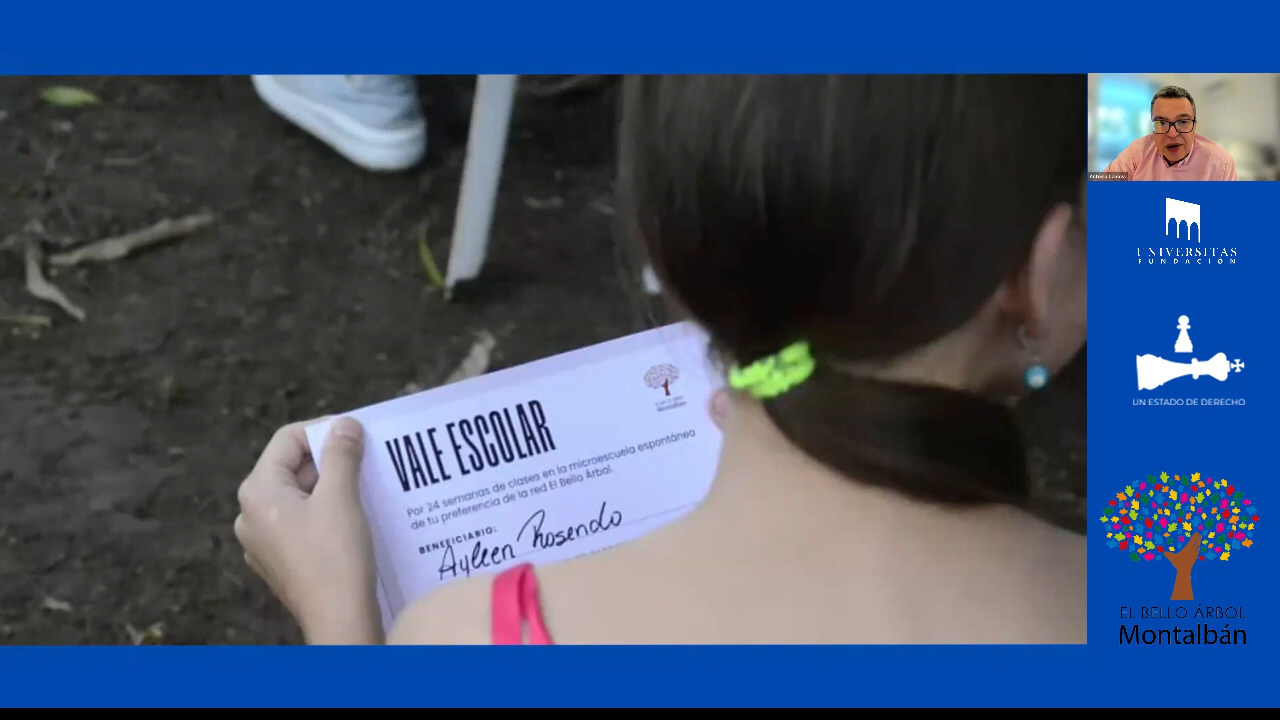 VALE ESCOLAR
Por 24 semanas de clases en la microescuela espontánea
de tu preferencia de la red El Bello Árbol.
BENEFICIARIO:
Ayleen Rosendo
UNIVERSITAS
FUNDACIÓN
UN ESTADO DE DERECHO
EL BELLO ÁRBOL
Montalbán